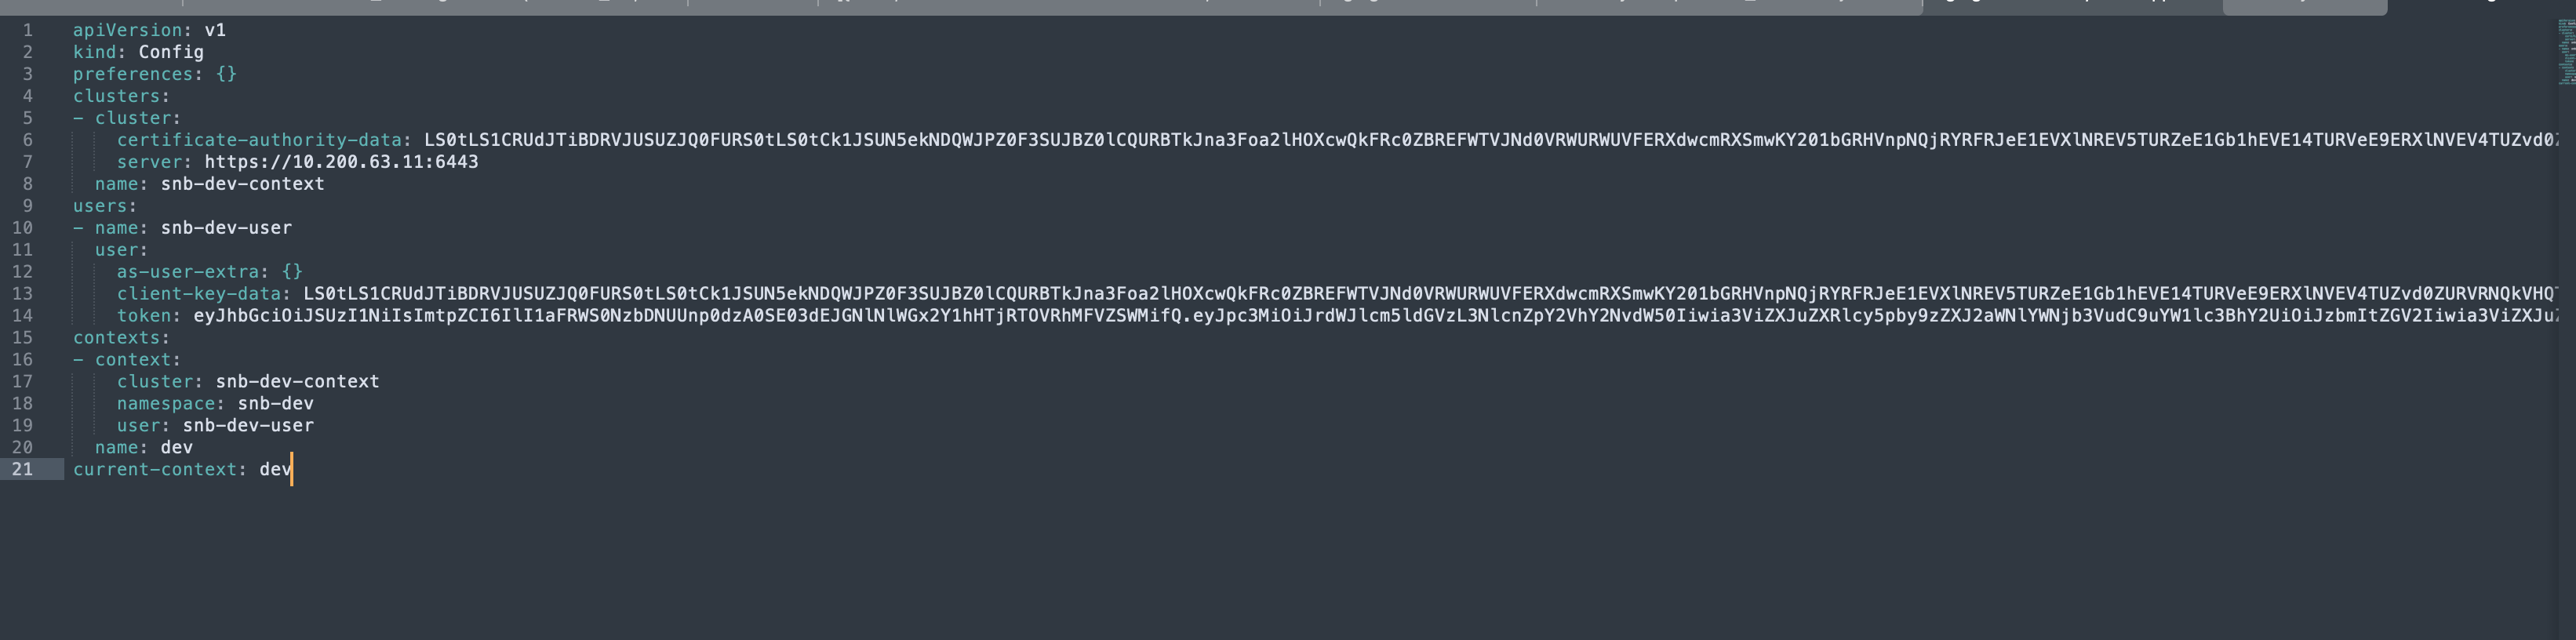 1 apiVersion: v1
2 kind: Config
3 preferences: {}
4 clusters:
5 - cluster:
6 certificate-authority-data: LS0tLS1CRUdJTiBDRVJUSUZJQ0FURS0tLS0tCk1JSUN5ekNDQWJPZ0F3SUJBZ0lCQURBTkJna3Foa2lHOXcwQkFRc0ZBREFWTVJNd0VRWURWUVFERXdwcmRXSmwKY201bGRHVnpNQjRYRFRJeE1EVXlNREV5TURZeE1Gb1hEVE14TURVeE9ERXlNVEV4TUZvd0
7 server: https://10.200.63.11:6443
8 name: snb-dev-context
9 users:
10 - name: snb-dev-user
11 user:
12 as-user-extra: {}
13 client-key-data: LS0tLS1CRUdJTiBDRVJUSUZJQ0FURS0tLS0tCk1JSUN5ekNDQWJPZ0F3SUJBZ0lCQURBTkJna3Foa2lHOXcwQkFRc0ZBREFWTVJNd0VRWURWUVFERXdwcmRXSmwKY201bGRHVnpNQjRYRFRJeE1EVXlNREV5TURZeE1Gb1hEVE14TURVeE9ERXlNVEV4TUZvd0ZURVRNQkVHQ
14 token: eyJhbGciOiJSUzI1NiIsImtpZCI6IlI1aFRWS0NzbDNUUnp0dzA0SE03dEJGNlNlWGx2Y1hHTjRTOVRhMFVZSWMifQ.eyJpc3MiOiJrdWJlcm5ldGVzL3NlcnZpY2VhY2NvdW50Iiwia3ViZXJuZXRlcy5pby9zZXJ2aWNlYWNjb3VudC9uYW1lc3BhY2UiOiJzbmItZGV2Iiwia3ViZXJu
15 contexts:
16 - context:
17 cluster: snb-dev-context
18 namespace: snb-dev
19 user: snb-dev-user
20 name: dev
21 current-context: dev